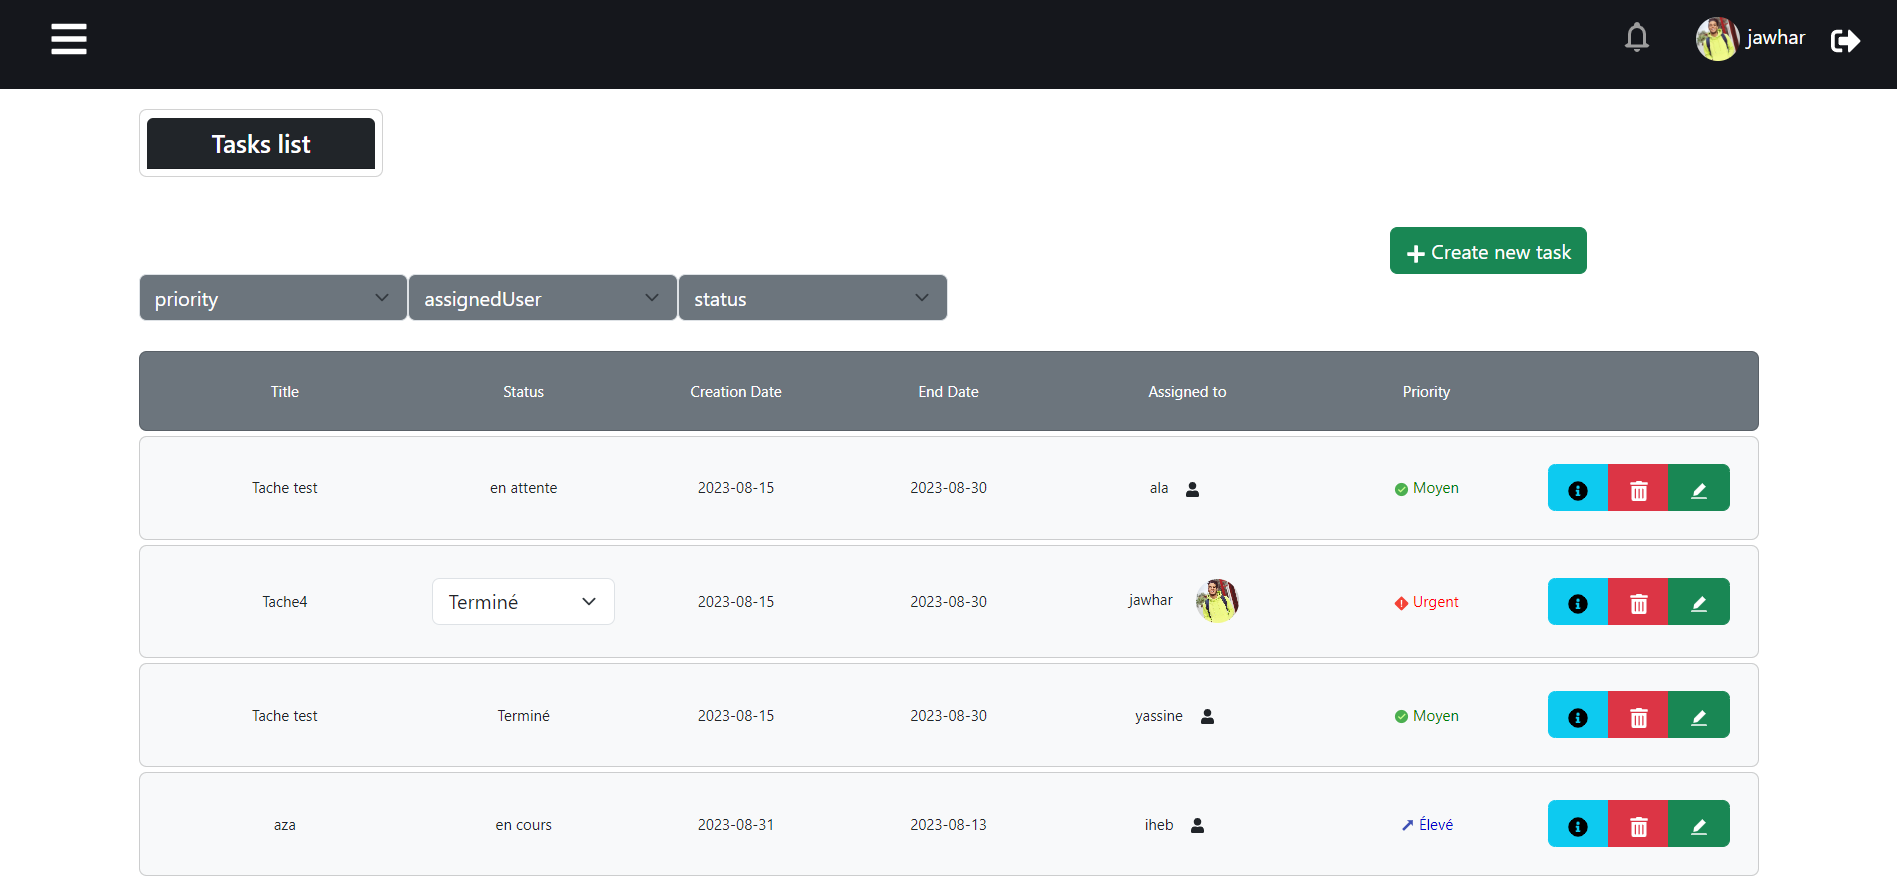 jawhar
Tasks list
Create new task
priority assignedUser status
Title Status Creation Date End Date Assigned to Priority
Tache test en attente 2023-08-15 2023-08-30 ala Moyen
Tache4 Terminé 2023-08-15 2023-08-30 jawhar Urgent
Tache test Terminé 2023-08-15 2023-08-30 yassine Moyen
aza en cours 2023-08-31 2023-08-13 iheb Élevé